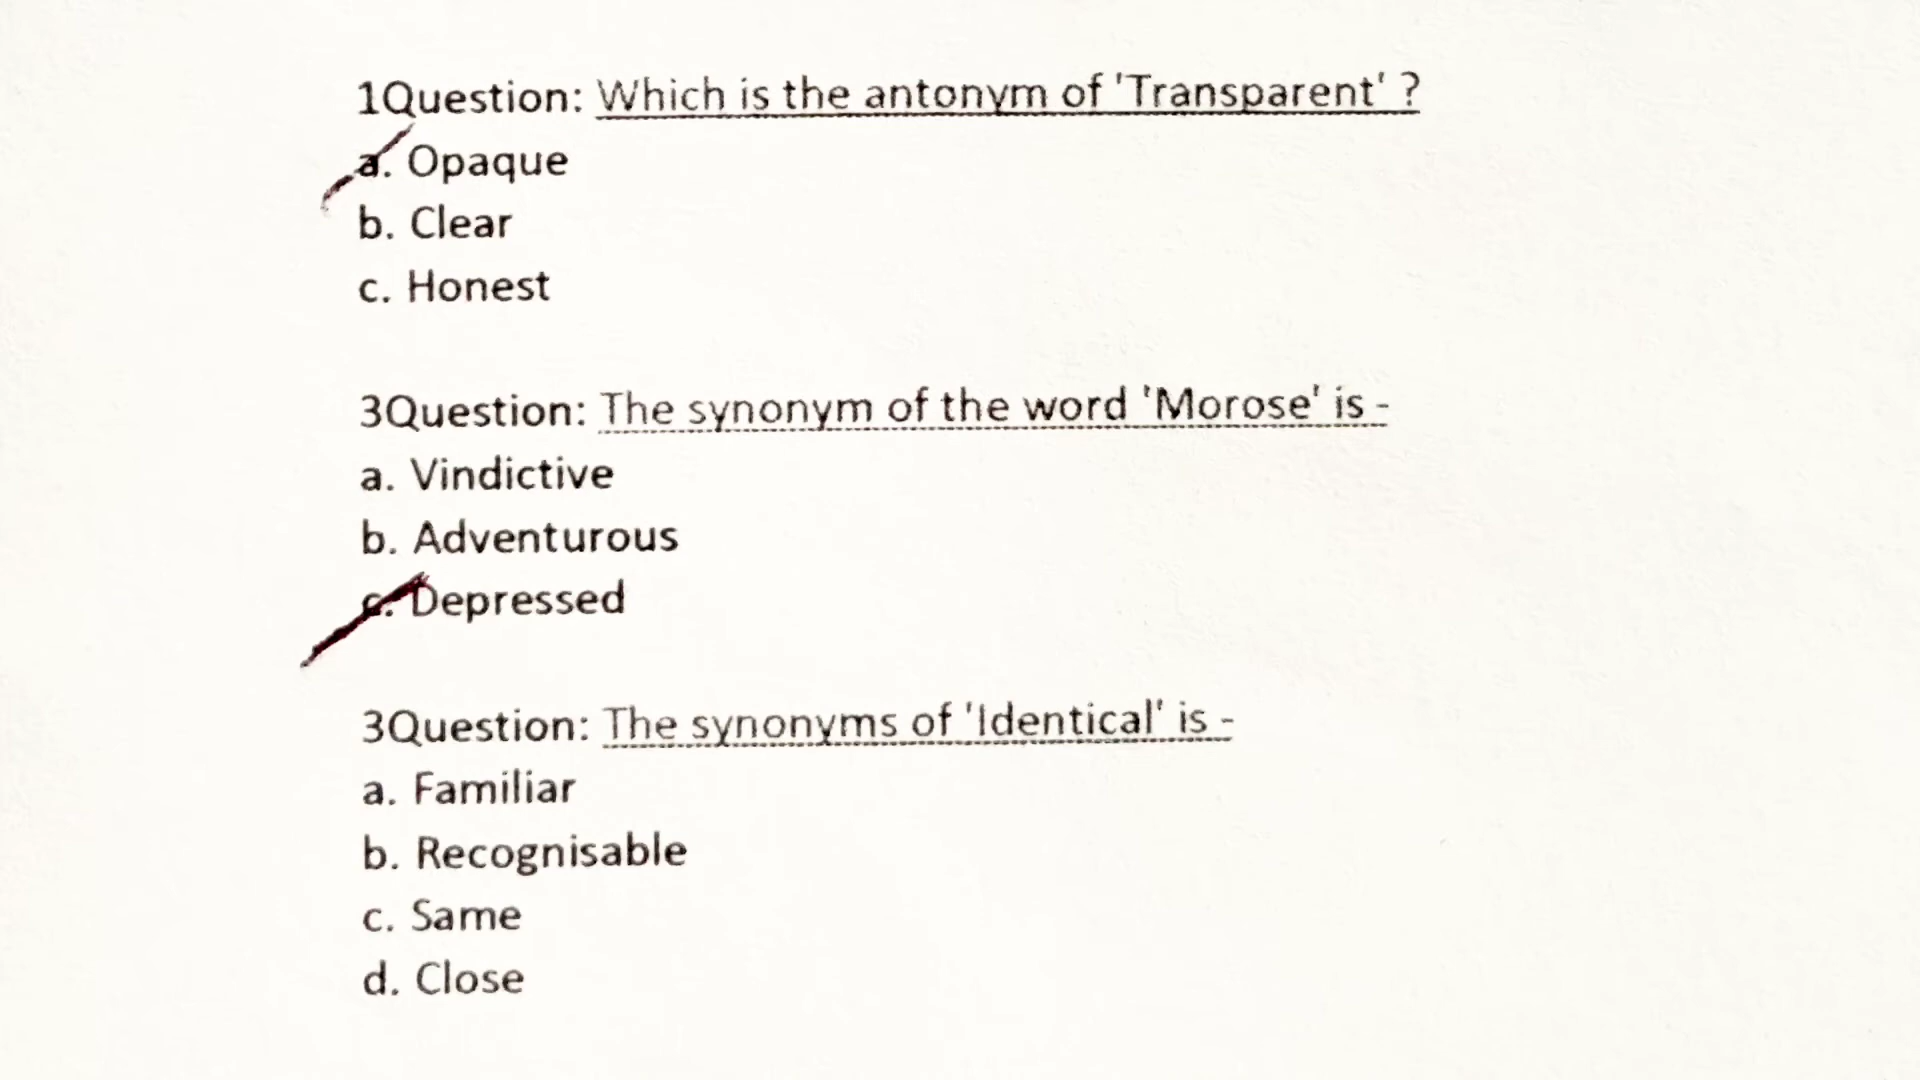 1Question: Which is the antonym of 'Transparent' ?
a. Opaque
b. Clear
c. Honest
3Question: The synonym of the word 'Morose' is -
a. Vindictive
b. Adventurous
c. Depressed
3Question: The synonyms of 'Identical' is -
a. Familiar
b. Recognisable
c. Same
d. Close